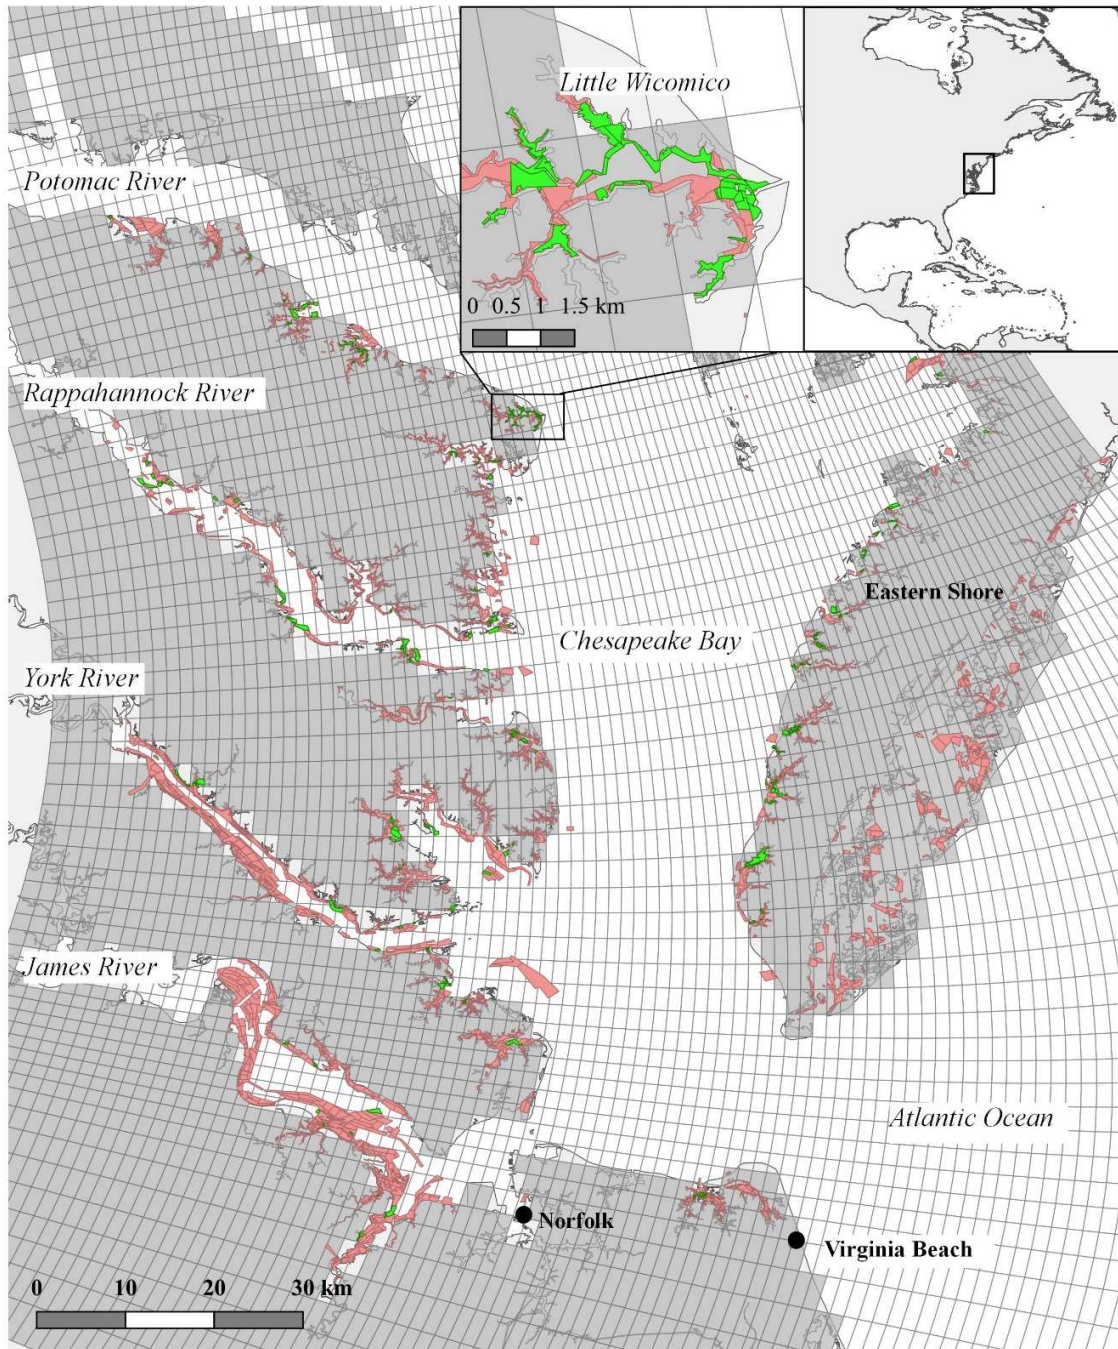 Little Wicomico
Potomac River
0 0.5 1 1.5 km
Rappahannock River
Eastern Shore
Chesapeake Bay
York River
James River
Atlantic Ocean
Norfolk
Virginia Beach
0 10 20 30 km